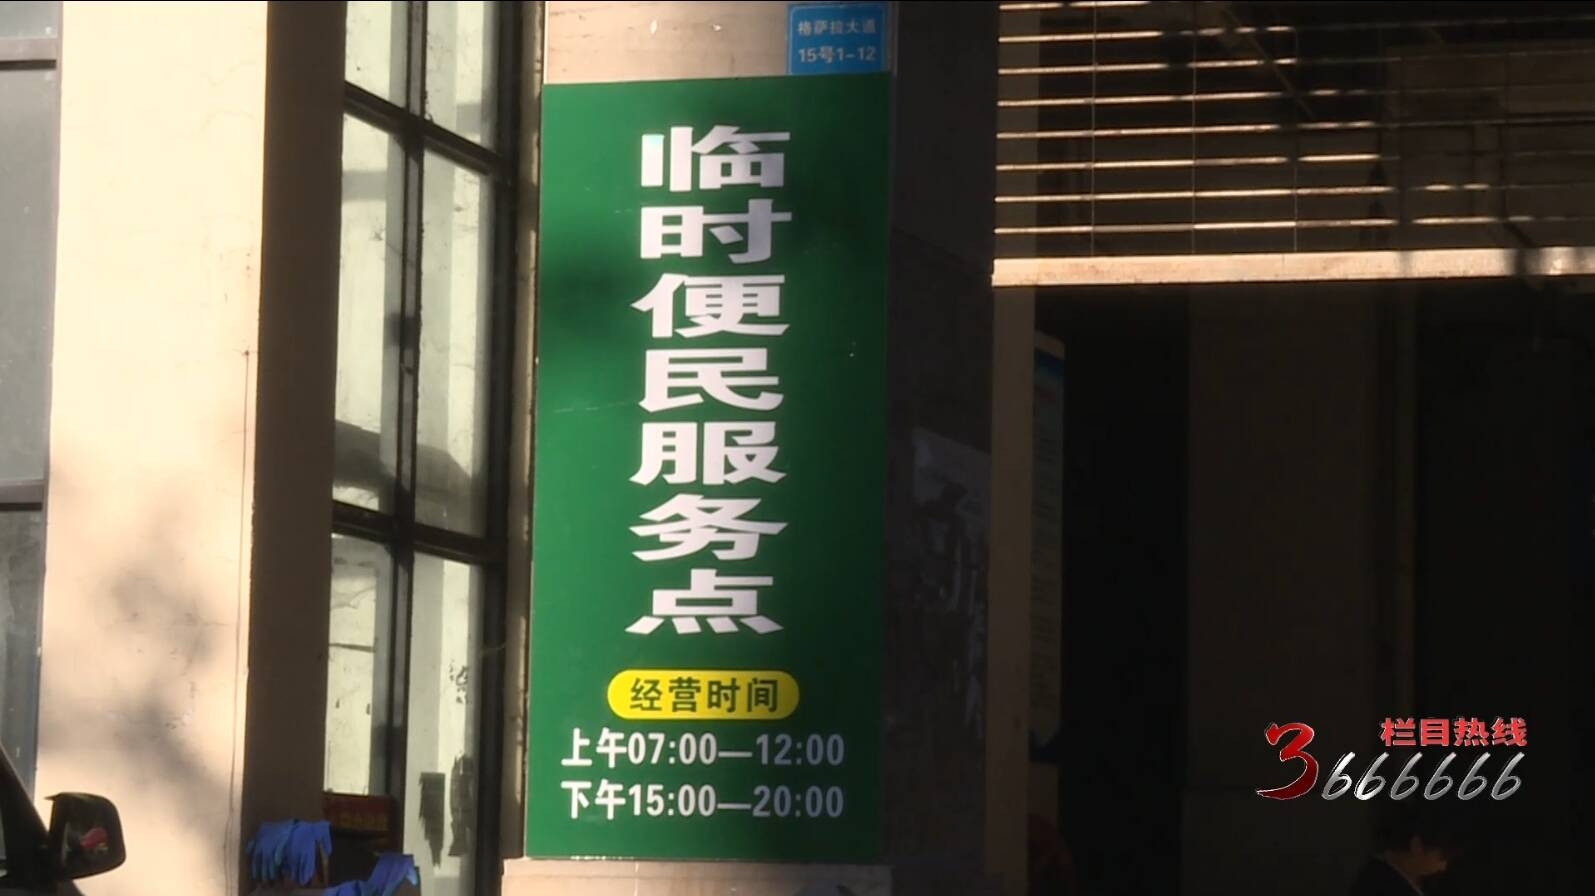 格萨拉大道
15号1-12
临时便民服务点
经营时间
上午07:00—12:00
下午15:00—20:00
栏目热线
3666666